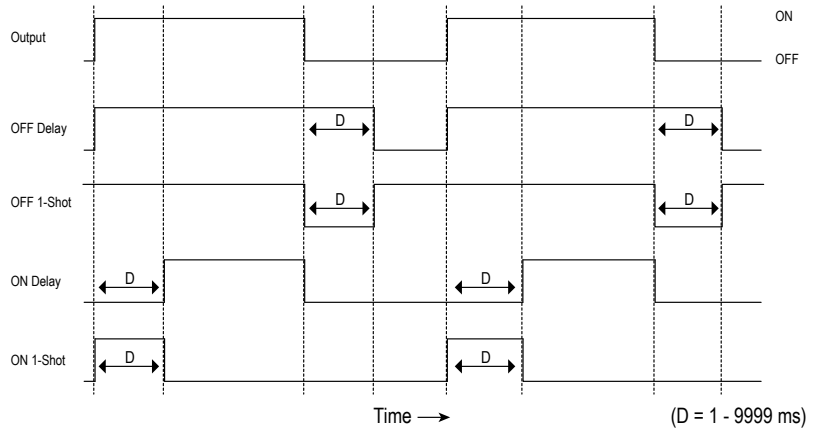 Output
ON
OFF
OFF Delay
D
D
OFF 1-Shot
D
D
ON Delay
D
D
ON 1-Shot
D
D
Time
(D = 1 - 9999 ms)